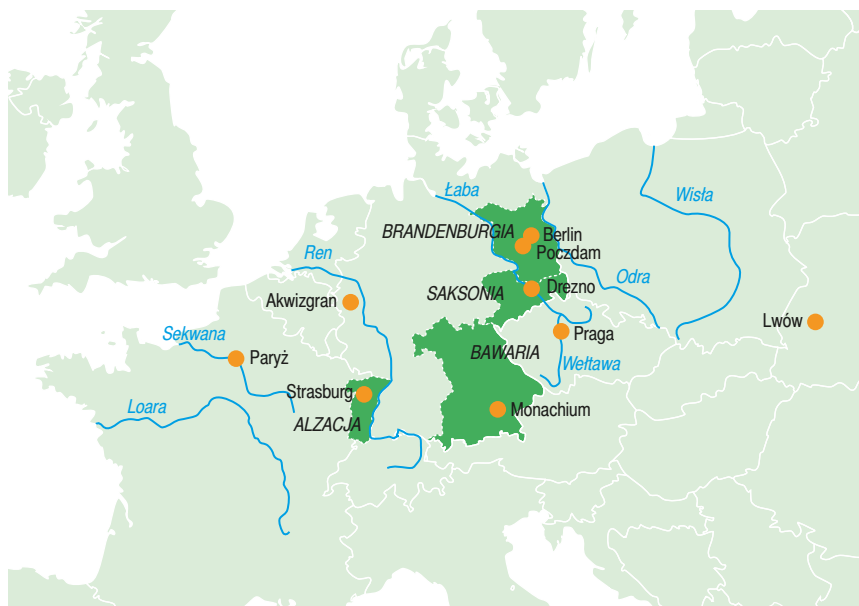 Łaba
Wisła
BRANDENBURGIA
Berlin
Poczdam
Ren
Odra
SAKSONIA
Drezno
Akwizgran
Lwów
Sekwana
Praga
Paryż
BAWARIA
Wełtawa
Strasburg
Loara
Monachium
ALZACJA